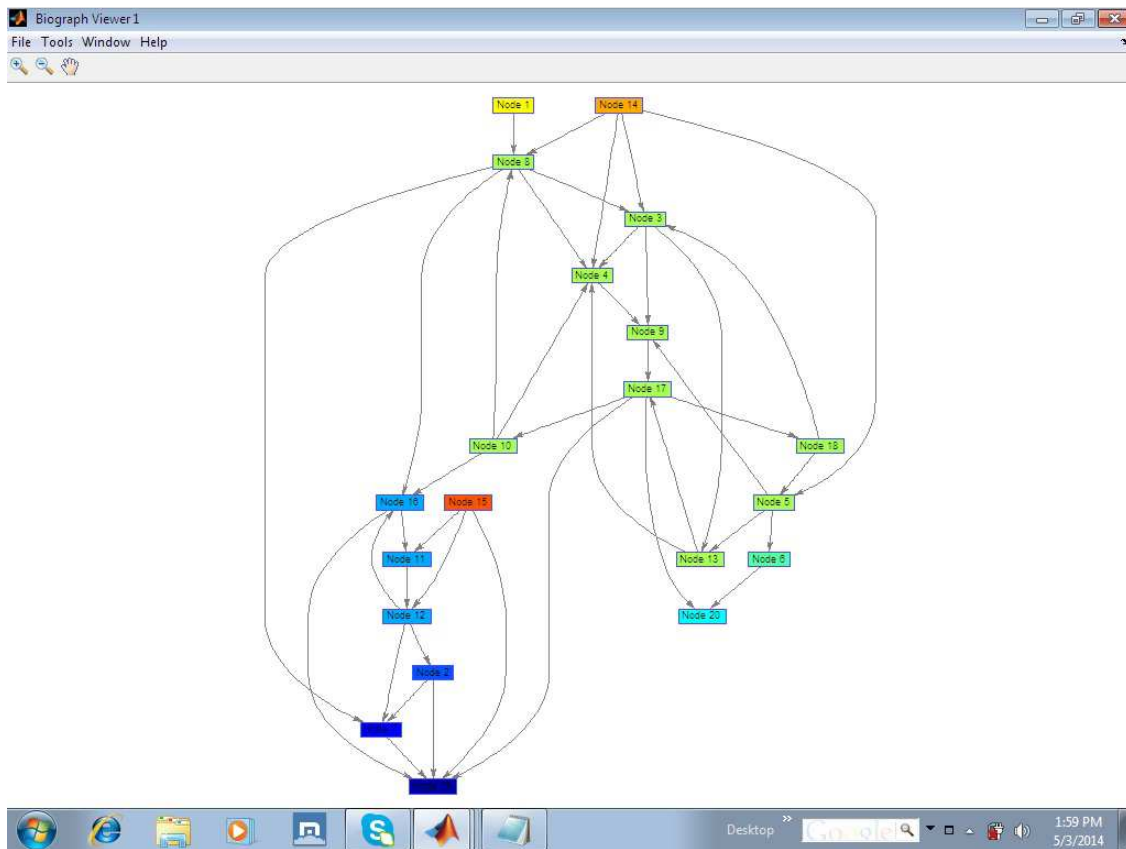 Biograph Viewer 1
File Tools Window Help
Node 1
Node 14
Node 8
Node 3
Node 4
Node 9
Node 17
Node 10
Node 18
Node 16
Node 15
Node 5
Node 11
Node 13
Node 6
Node 12
Node 20
Node 2
Desktop
Google
1:59 PM
5/3/2014